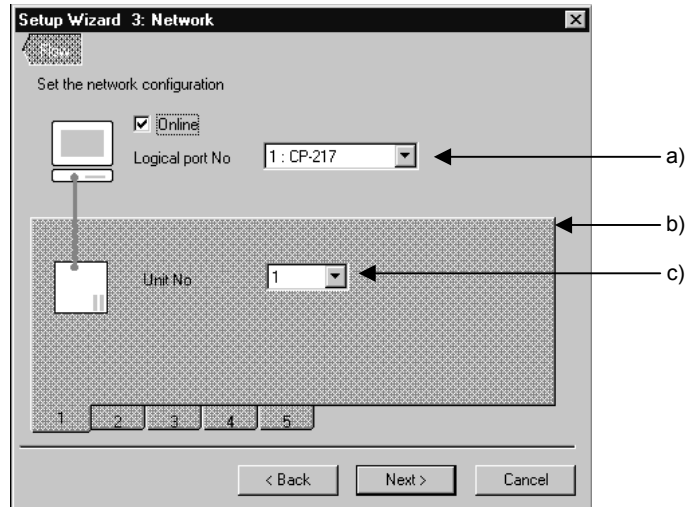 Setup Wizard 3: Network
Flow
Set the network configuration
Online
Logical port No 1 : CP-217 a)
b)
Unit No 1 c)
1 2 3 4 5
< Back Next > Cancel